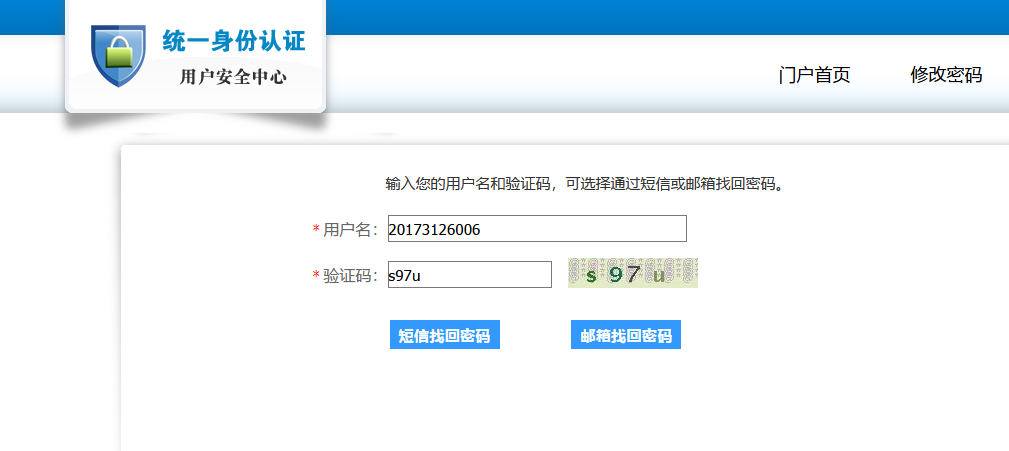 统一身份认证
用户安全中心
门户首页 修改密码
输入您的用户名和验证码，可选择通过短信或邮箱找回密码。
* 用户名： 20173126006
* 验证码： s97u s97u
短信找回密码 邮箱找回密码